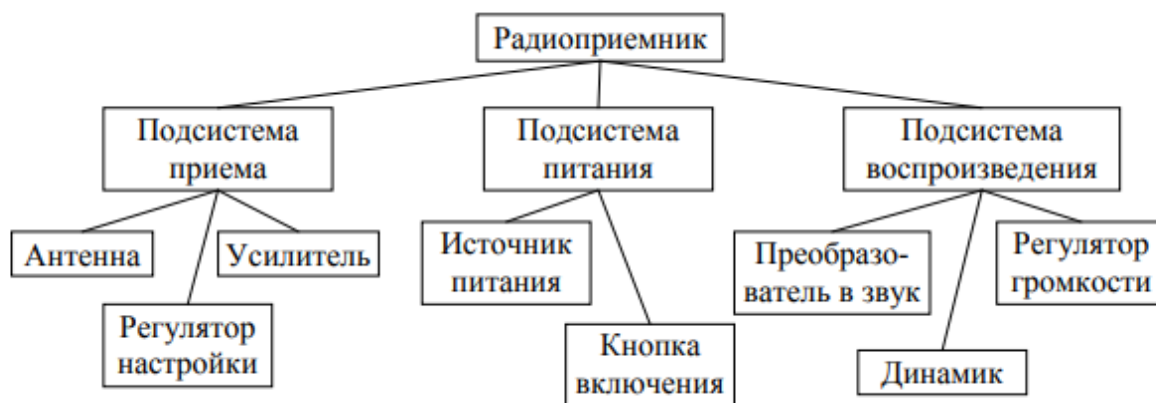 Радиоприемник
Подсистема
приема
Подсистема
питания
Подсистема
воспроизведения
Антенна
Усилитель
Регулятор
настройки
Источник
питания
Кнопка
включения
Преобразо-
ватель в звук
Регулятор
громкости
Динамик